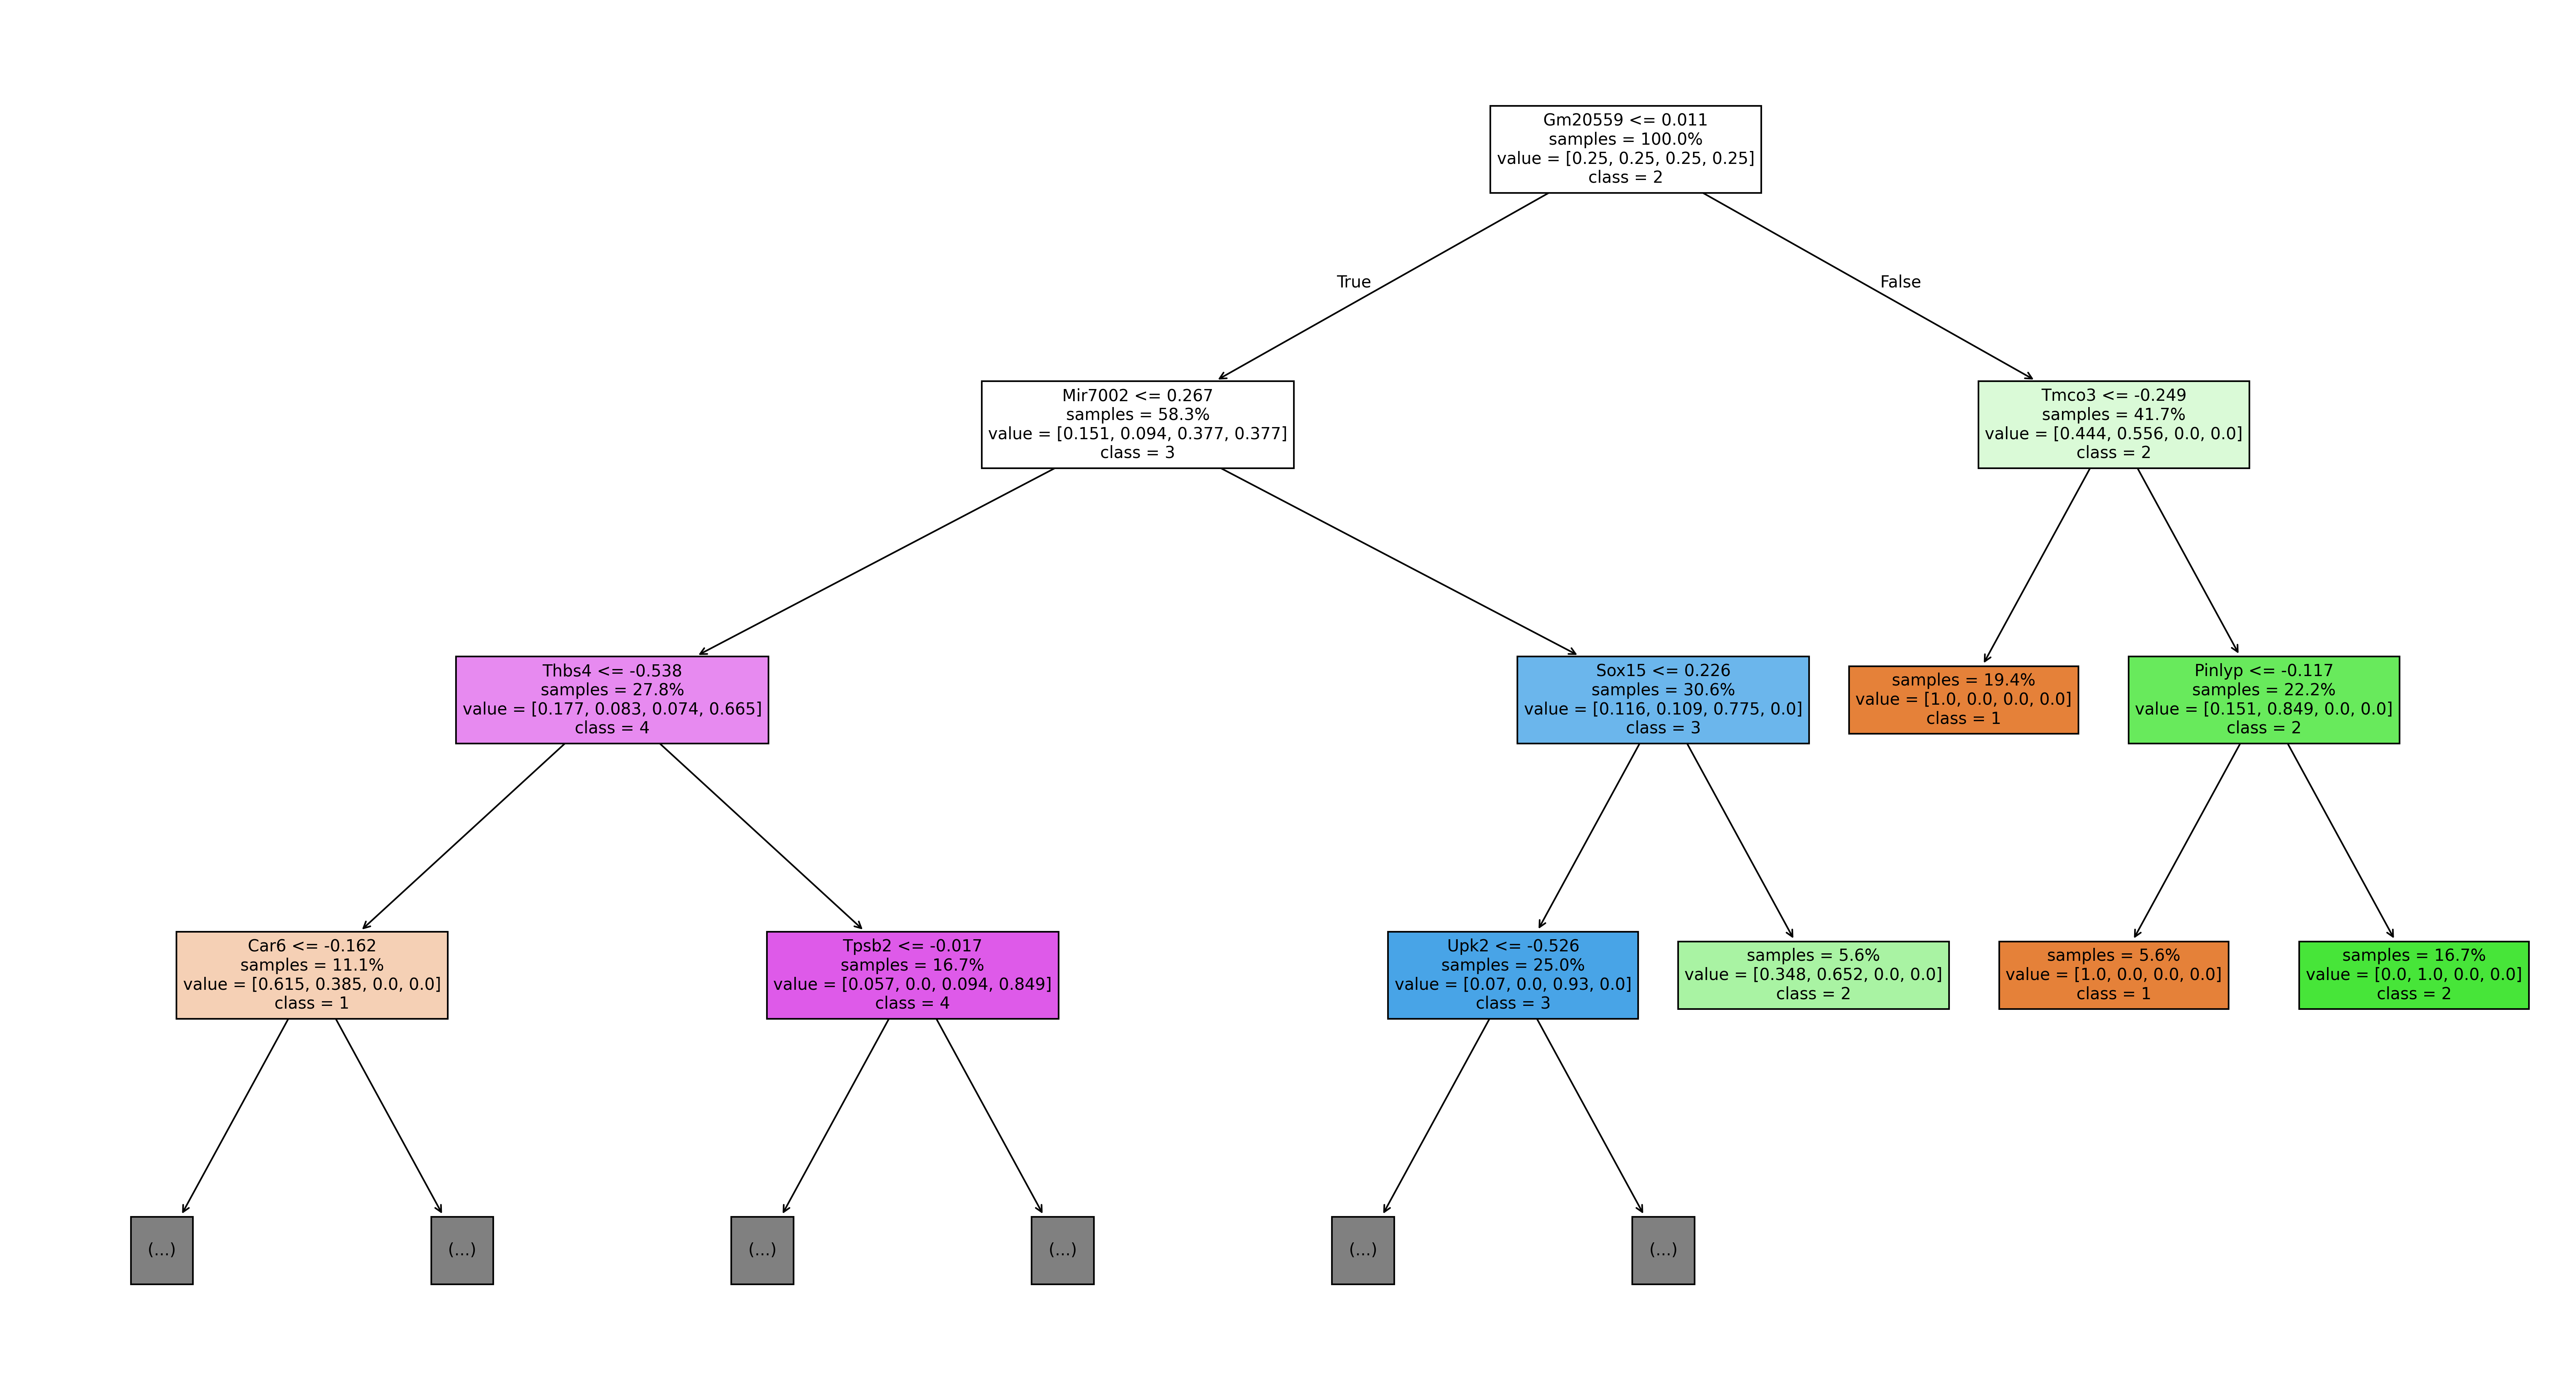 Gm20559 <= 0.011
samples = 100.0%
value = [0.25, 0.25, 0.25, 0.25]
class = 2
True
False
Mir7002 <= 0.267
samples = 58.3%
value = [0.151, 0.094, 0.377, 0.377]
class = 3
Tmco3 <= -0.249
samples = 41.7%
value = [0.444, 0.556, 0.0, 0.0]
class = 2
Thbs4 <= -0.538
samples = 27.8%
value = [0.177, 0.083, 0.074, 0.665]
class = 4
Sox15 <= 0.226
samples = 30.6%
value = [0.116, 0.109, 0.775, 0.0]
class = 3
samples = 19.4%
value = [1.0, 0.0, 0.0, 0.0]
class = 1
Pinlyp <= -0.117
samples = 22.2%
value = [0.151, 0.849, 0.0, 0.0]
class = 2
Car6 <= -0.162
samples = 11.1%
value = [0.615, 0.385, 0.0, 0.0]
class = 1
Tpsb2 <= -0.017
samples = 16.7%
value = [0.057, 0.0, 0.094, 0.849]
class = 4
Upk2 <= -0.526
samples = 25.0%
value = [0.07, 0.0, 0.93, 0.0]
class = 3
samples = 5.6%
value = [0.348, 0.652, 0.0, 0.0]
class = 2
samples = 5.6%
value = [1.0, 0.0, 0.0, 0.0]
class = 1
samples = 16.7%
value = [0.0, 1.0, 0.0, 0.0]
class = 2
(...)
(...)
(...)
(...)
(...)
(...)